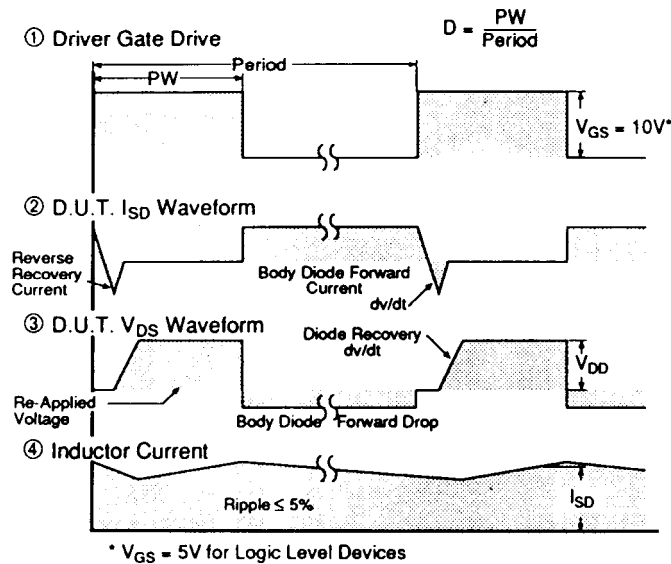 ① Driver Gate Drive
D = PW
Period
Period
PW
V_GS = 10V*
② D.U.T. I_SD Waveform
Reverse
Recovery
Current
Body Diode Forward
Current
dv/dt
③ D.U.T. V_DS Waveform
Diode Recovery
dv/dt
V_DD
Re-Applied
Voltage
Body Diode Forward Drop
④ Inductor Current
Ripple ≤ 5%
I_SD
* V_GS = 5V for Logic Level Devices